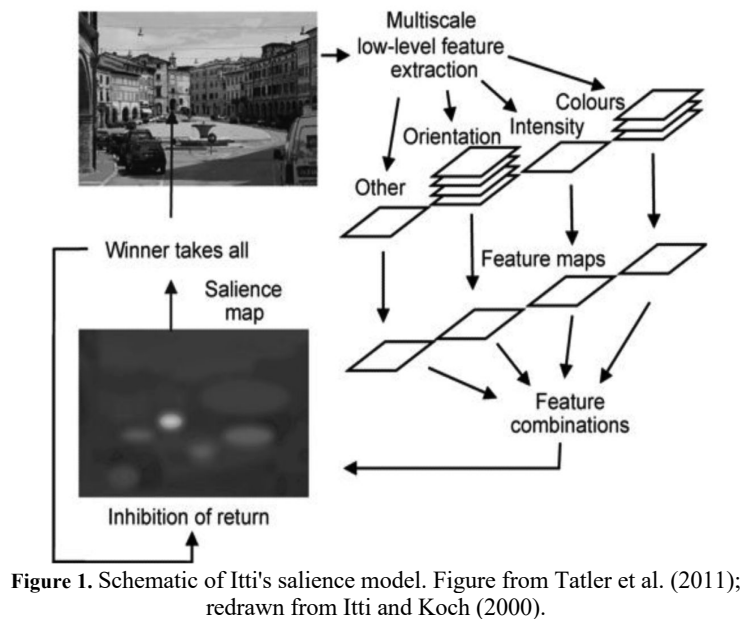 Multiscale
low-level feature
extraction
Colours
Intensity
Orientation
Other
Winner takes all
Feature maps
Salience
map
Feature
combinations
Inhibition of return
Figure 1. Schematic of Itti's salience model. Figure from Tatler et al. (2011);
redrawn from Itti and Koch (2000).